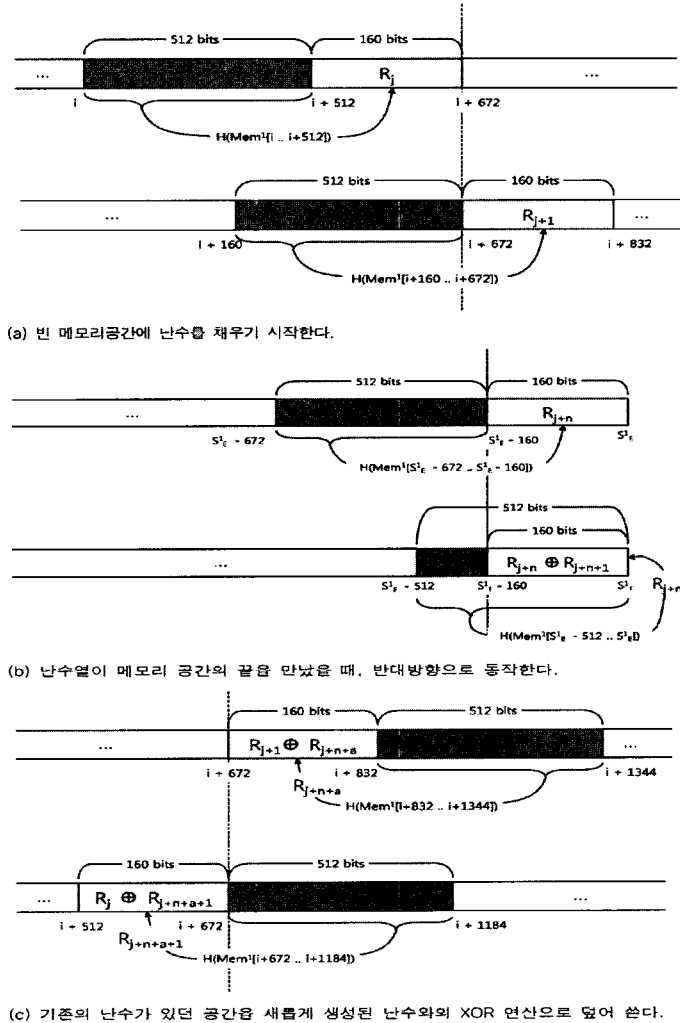 512 bits 160 bits
... R_j ...
i i + 512 i + 672
H(Mem¹[i .. i+512])
512 bits 160 bits
... R_{j+1} ...
i + 160 i + 672 i + 832
H(Mem¹[i+160 .. i+672])
(a) 빈 메모리공간에 난수를 채우기 시작한다.
512 bits 160 bits
... R_{j+n}
S¹_E - 672 S¹_E - 160 S¹_E
H(Mem¹[S¹_E - 672 .. S¹_E - 160])
512 bits
160 bits
... R_{j+n} ⊕ R_{j+n+1}
S¹_E - 512 S¹_E - 160 S¹_E
H(Mem¹[S¹_E - 512 .. S¹_E])
(b) 난수열이 메모리 공간의 끝을 만났을 때, 반대방향으로 동작한다.
160 bits 512 bits
... R_{j+1} ⊕ R_{j+n+a} ...
i + 672 i + 832 i + 1344
R_{j+n+a}
H(Mem¹[i+832 .. i+1344])
160 bits 512 bits
... R_j ⊕ R_{j+n+a+1} ...
i + 512 i + 672 i + 1184
R_{j+n+a+1}
H(Mem¹[i+672 .. i+1184])
(c) 기존의 난수가 있던 공간을 새롭게 생성된 난수와의 XOR 연산으로 덮어 쓴다.